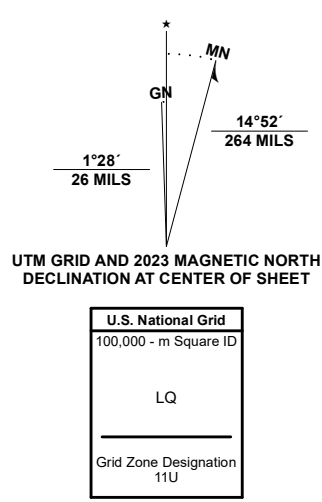 ★
MN
GN
14°52´
264 MILS
1°28´
26 MILS
UTM GRID AND 2023 MAGNETIC NORTH
DECLINATION AT CENTER OF SHEET
U.S. National Grid
100,000 - m Square ID
LQ
Grid Zone Designation
11U